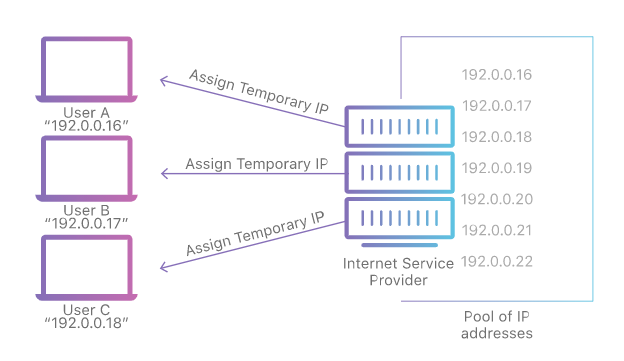 User A
“192.0.0.16”
User B
“192.0.0.17”
User C
“192.0.0.18”
Assign Temporary IP
Assign Temporary IP
Assign Temporary IP
Internet Service
Provider
192.0.0.16
192.0.0.17
192.0.0.18
192.0.0.19
192.0.0.20
192.0.0.21
192.0.0.22
Pool of IP
addresses